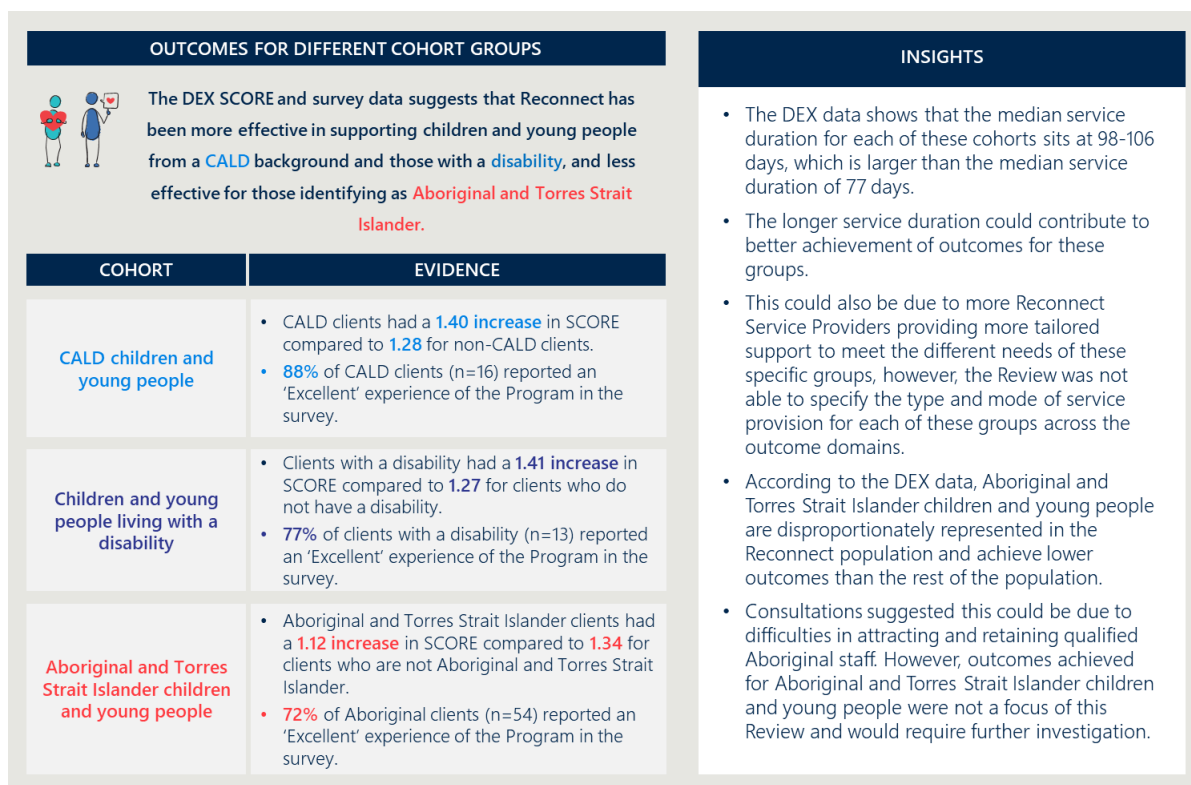 OUTCOMES FOR DIFFERENT COHORT GROUPS
The DEX SCORE and survey data suggests that Reconnect has
been more effective in supporting children and young people
from a CALD background and those with a disability, and less
effective for those identifying as Aboriginal and Torres Strait
Islander.
COHORT
EVIDENCE
CALD children and
young people
• CALD clients had a 1.40 increase in SCORE
compared to 1.28 for non-CALD clients.
• 88% of CALD clients (n=16) reported an
‘Excellent’ experience of the Program in the
survey.
Children and young
people living with a
disability
• Clients with a disability had a 1.41 increase in
SCORE compared to 1.27 for clients who do
not have a disability.
• 77% of clients with a disability (n=13) reported
an ‘Excellent’ experience of the Program in the
survey.
Aboriginal and Torres
Strait Islander children
and young people
• Aboriginal and Torres Strait Islander clients had
a 1.12 increase in SCORE compared to 1.34 for
clients who are not Aboriginal and Torres Strait
Islander.
• 72% of Aboriginal clients (n=54) reported an
‘Excellent’ experience of the Program in the
survey.
INSIGHTS
• The DEX data shows that the median service
duration for each of these cohorts sits at 98-106
days, which is larger than the median service
duration of 77 days.
• The longer service duration could contribute to
better achievement of outcomes for these
groups.
• This could also be due to more Reconnect
Service Providers providing more tailored
support to meet the different needs of these
specific groups, however, the Review was not
able to specify the type and mode of service
provision for each of these groups across the
outcome domains.
• According to the DEX data, Aboriginal and
Torres Strait Islander children and young people
are disproportionately represented in the
Reconnect population and achieve lower
outcomes than the rest of the population.
• Consultations suggested this could be due to
difficulties in attracting and retaining qualified
Aboriginal staff. However, outcomes achieved
for Aboriginal and Torres Strait Islander children
and young people were not a focus of this
Review and would require further investigation.